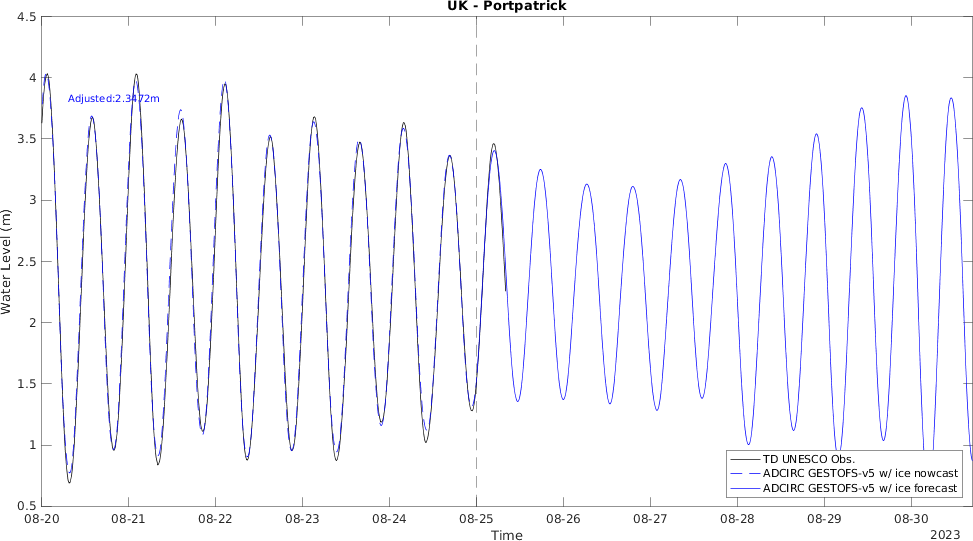 UK - Portpatrick
4.5
4
3.5
3
2.5
2
1.5
1
0.5
Water Level (m)
Adjusted:2.3472m
TD UNESCO Obs.
ADCIRC GESTOFS-v5 w/ ice nowcast
ADCIRC GESTOFS-v5 w/ ice forecast
08-20 08-21 08-22 08-23 08-24 08-25 08-26 08-27 08-28 08-29 08-30
Time
2023